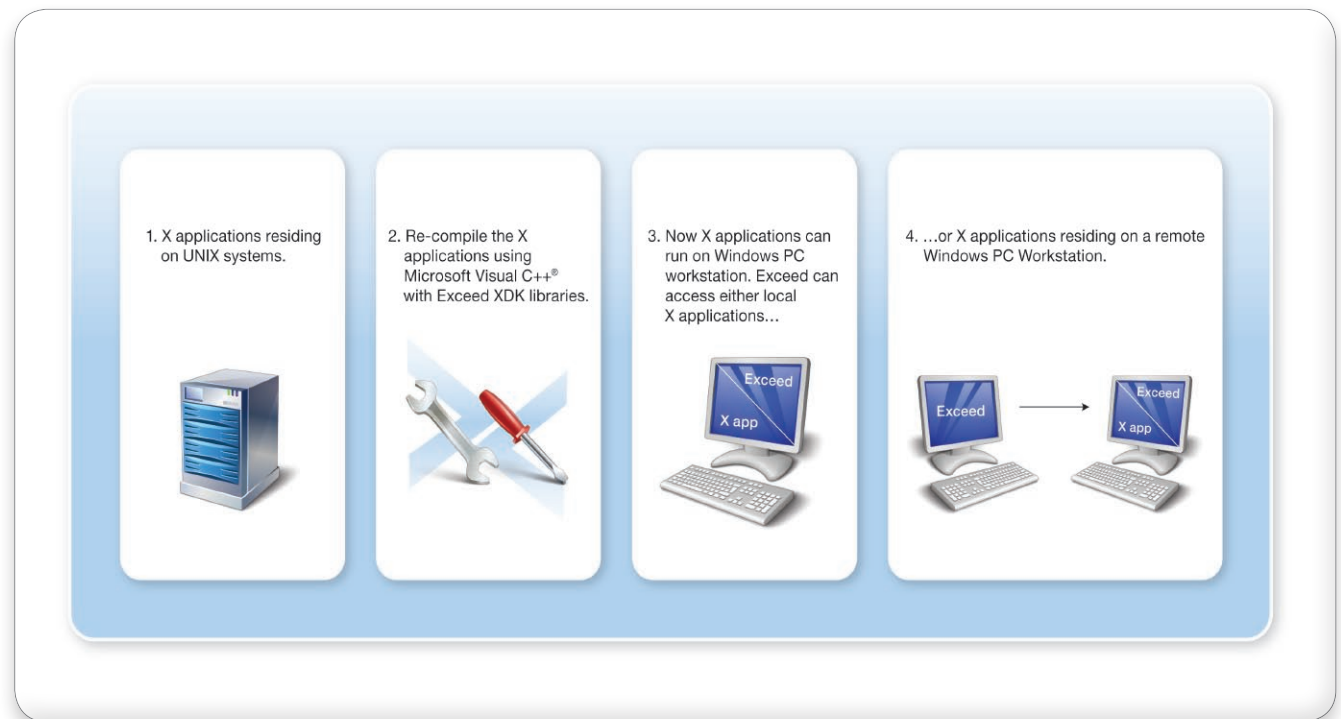 1. X applications residing
on UNIX systems.
2. Re-compile the X
applications using
Microsoft Visual C++®
with Exceed XDK libraries.
3. Now X applications can
run on Windows PC
workstation. Exceed can
access either local
X applications…
Exceed
X app
4. …or X applications residing on a remote
Windows PC Workstation.
Exceed
Exceed
X app